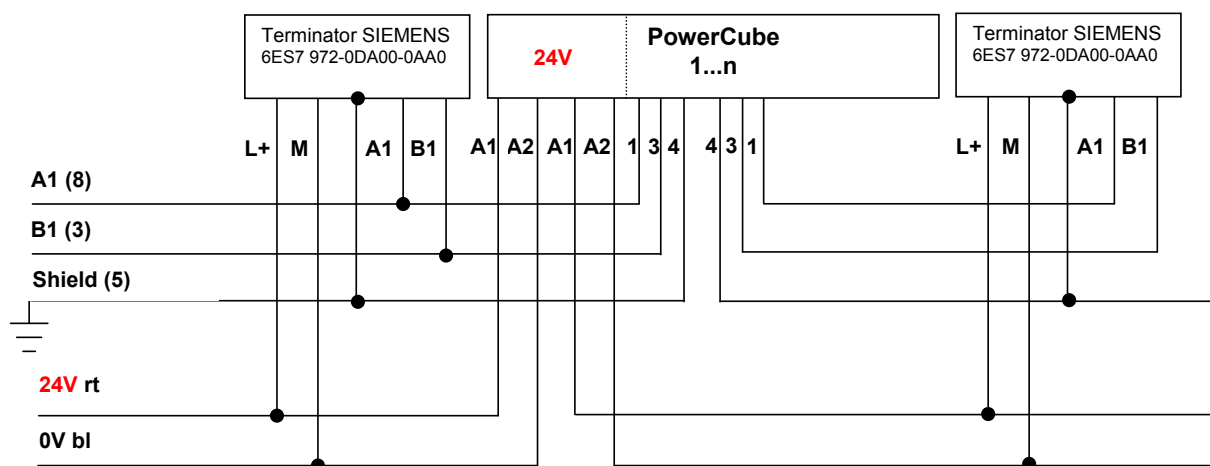 Terminator SIEMENS
6ES7 972-0DA00-0AA0
24V
PowerCube
1...n
Terminator SIEMENS
6ES7 972-0DA00-0AA0
L+ M A1 B1 A1 A2 A1 A2 1 3 4 4 3 1 L+ M A1 B1
A1 (8)
B1 (3)
Shield (5)
24V rt
0V bl